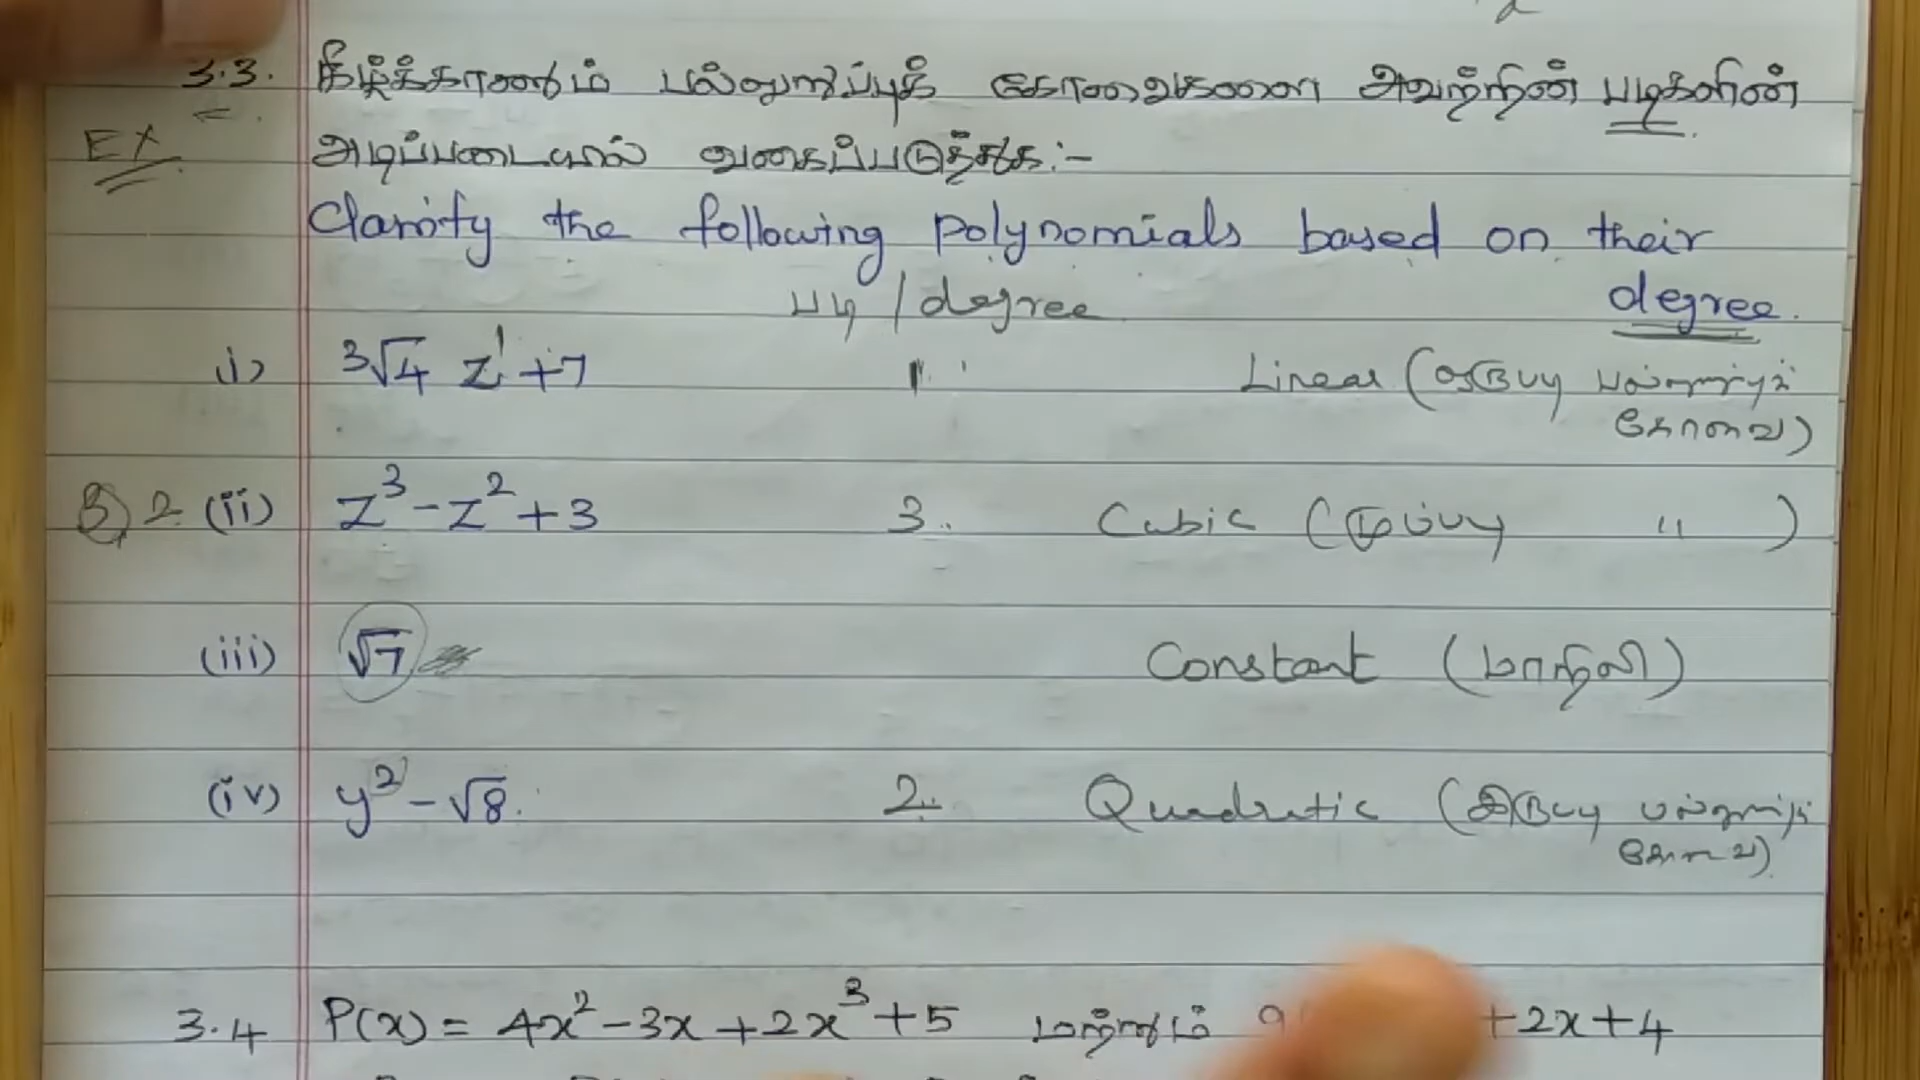 3.3. கீழ்க்காணும் பல்லுறுப்புக் கோவைகளை அவற்றின் படிகளின்
EX அடிப்படையில் வகைப்படுத்துக:-
Clarify the following polynomials based on their
படி / degree degree.
i) ³√4 z¹ + 7 1 Linear (ஒருபடி பல்லுறுப்புக்
கோவை)
3) 2 (ii) z³ - z² + 3 3. Cubic (முப்படி " )
(iii) √7 Constant (மாறிலி)
(iv) y² - √8. 2. Quadratic (இருபடி பல்லுறுப்புக்
கோவை)
3.4 P(x) = 4x² - 3x + 2x³ + 5 மற்றும் + 2x + 4